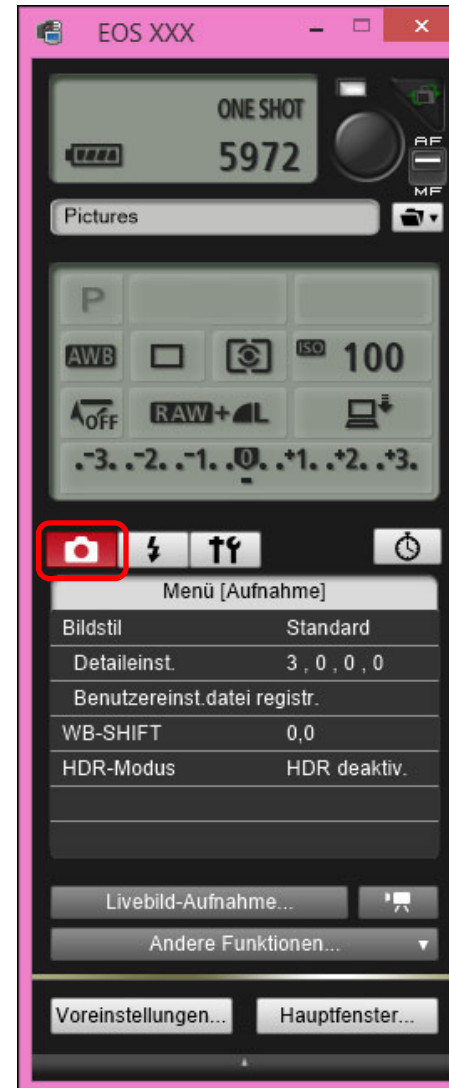 EOS XXX
ONE SHOT
5972
AF
MF
Pictures
P
AWB ISO 100
OFF RAW+L
.-3. .-2. .-1. .0. .+1. .+2. .+3.
Menü [Aufnahme]
Bildstil Standard
Detaileinst. 3 , 0 , 0 , 0
Benutzereinst.datei registr.
WB-SHIFT 0,0
HDR-Modus HDR deaktiv.
Livebild-Aufnahme...
Andere Funktionen...
Voreinstellungen... Hauptfenster...